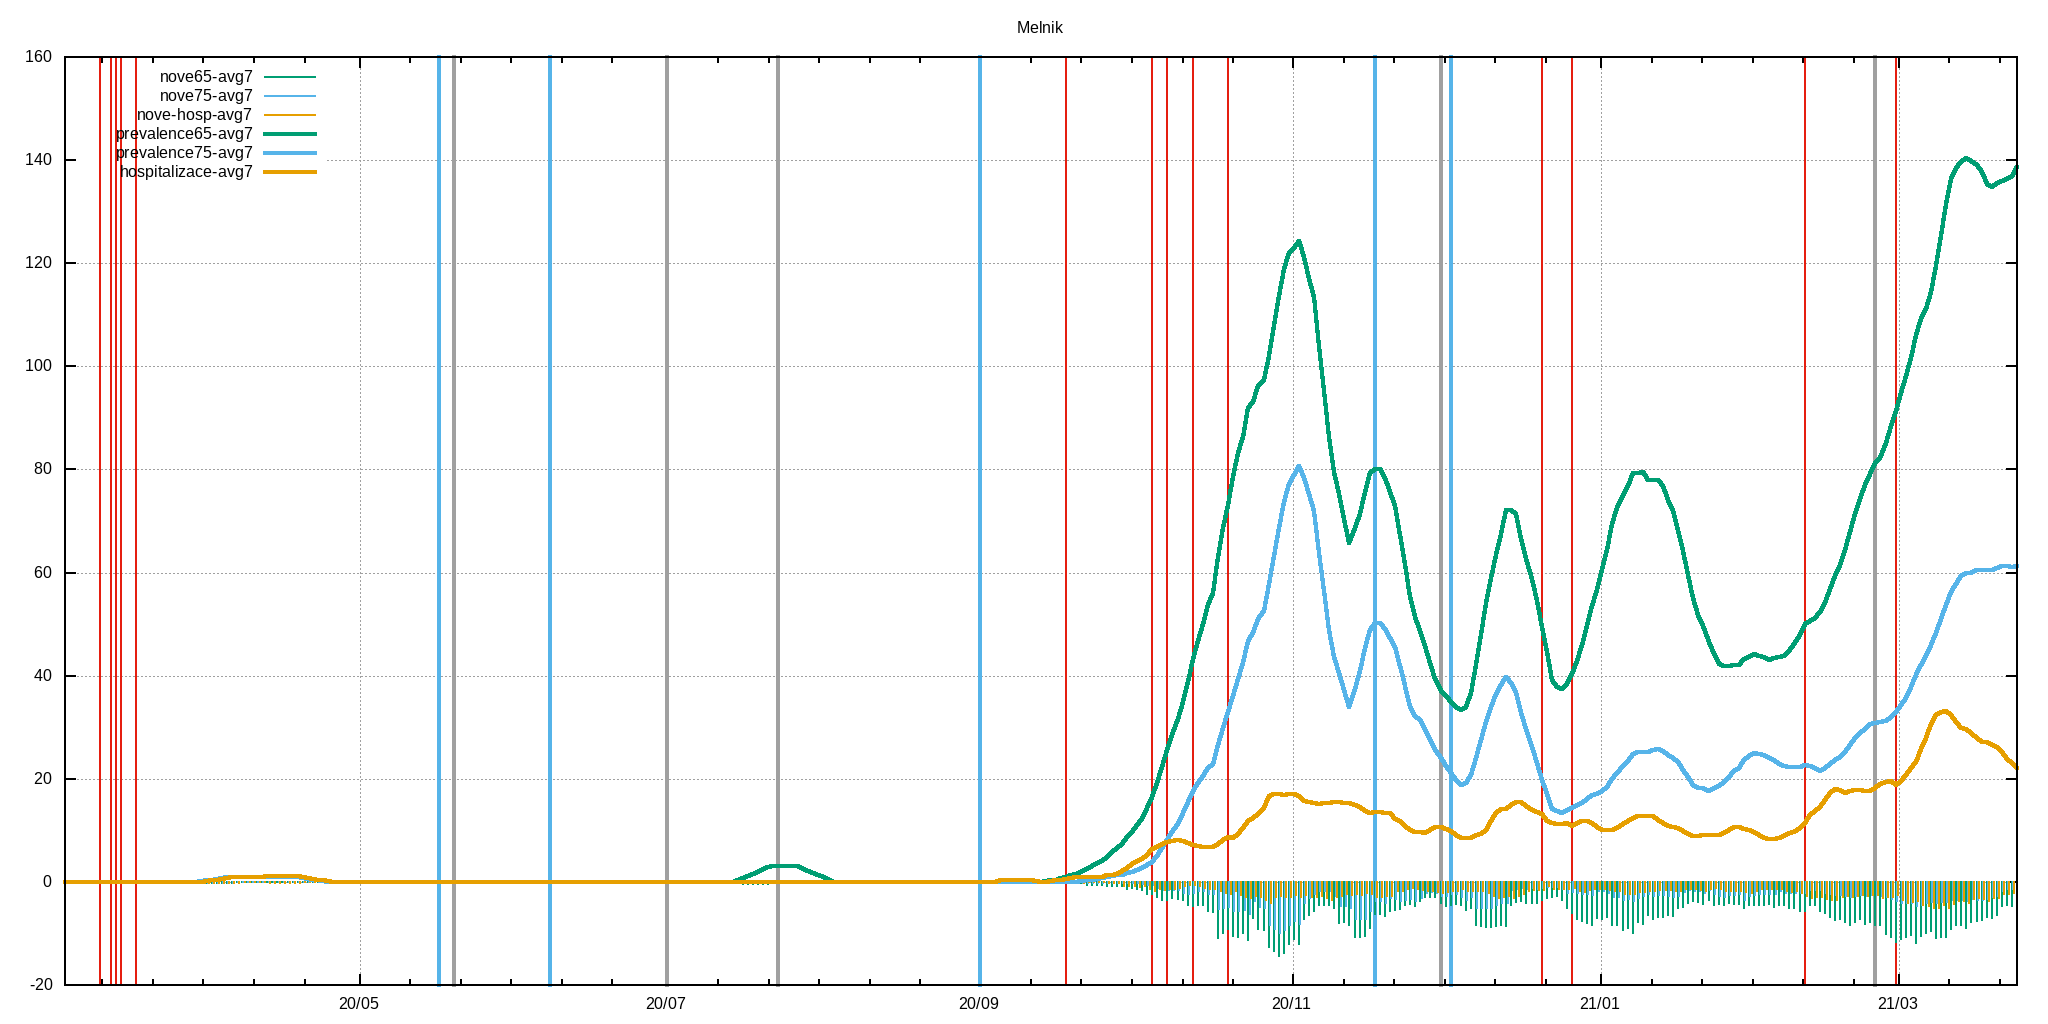 Melnik
160
140
120
100
80
60
40
20
0
-20
nove65-avg7
nove75-avg7
nove-hosp-avg7
prevalence65-avg7
prevalence75-avg7
hospitalizace-avg7
20/05 20/07 20/09 20/11 21/01 21/03